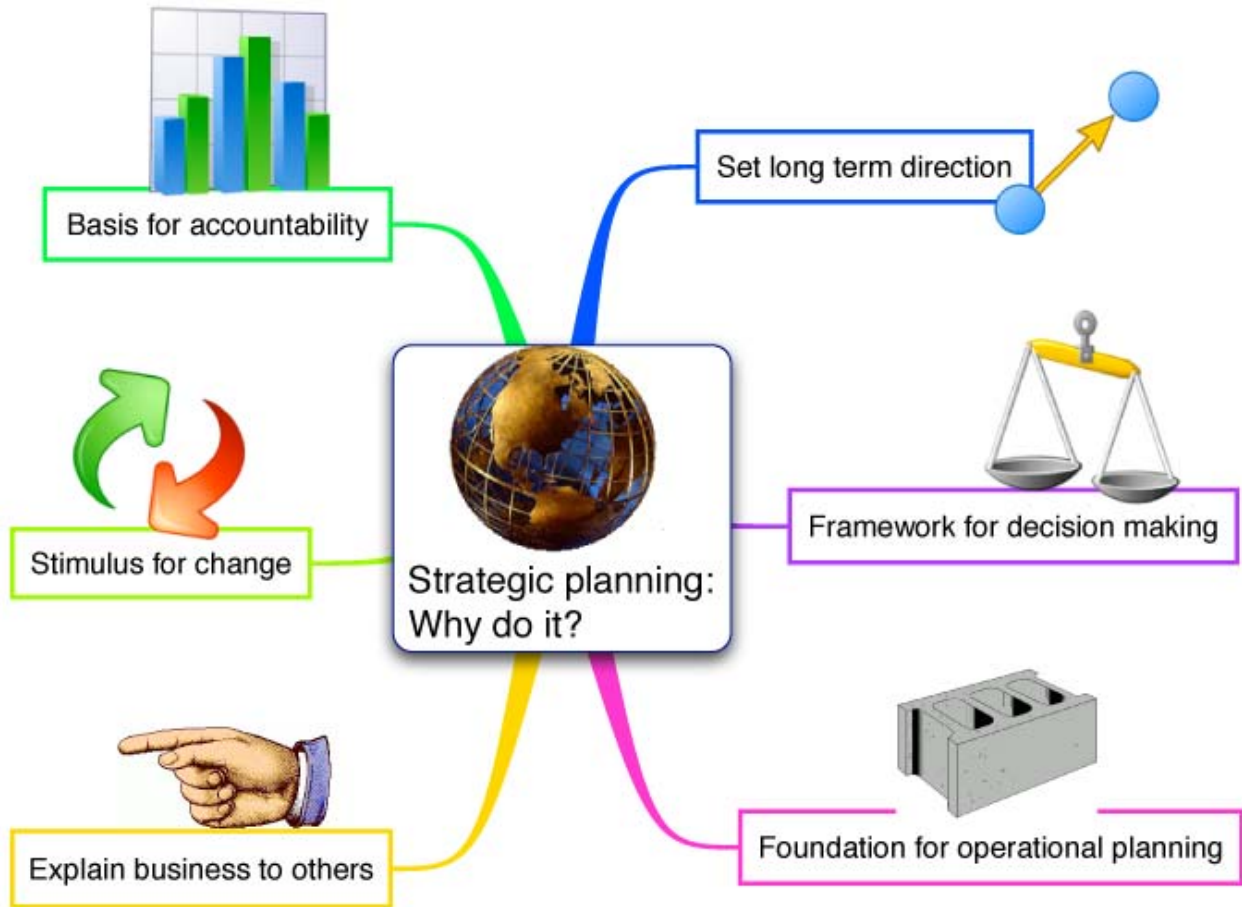 Strategic planning:
Why do it?
Set long term direction
Framework for decision making
Foundation for operational planning
Explain business to others
Stimulus for change
Basis for accountability